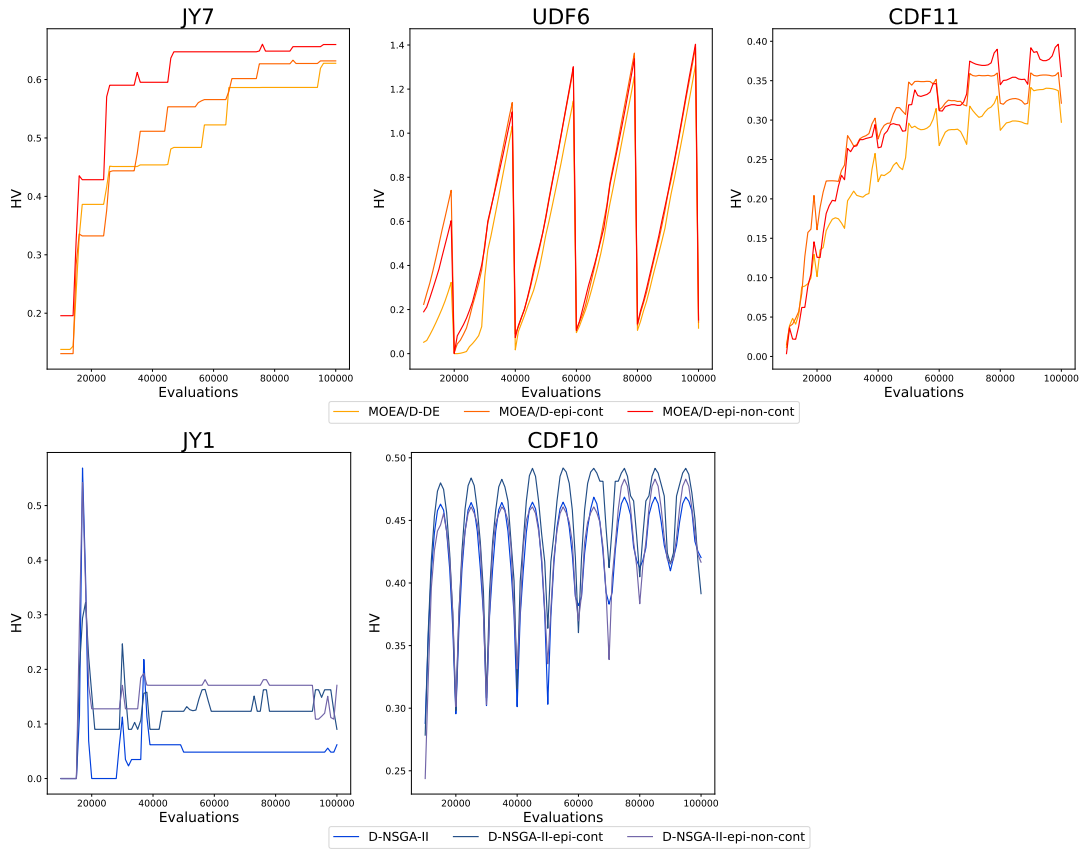 JY7
UDF6
CDF11
HV
0.6
0.5
0.4
0.3
0.2
20000 40000 60000 80000 100000
Evaluations
HV
1.4
1.2
1.0
0.8
0.6
0.4
0.2
0.0
20000 40000 60000 80000 100000
Evaluations
HV
0.40
0.35
0.30
0.25
0.20
0.15
0.10
0.05
0.00
20000 40000 60000 80000 100000
Evaluations
MOEA/D-DE MOEA/D-epi-cont MOEA/D-epi-non-cont
JY1
CDF10
HV
0.5
0.4
0.3
0.2
0.1
0.0
20000 40000 60000 80000 100000
Evaluations
HV
0.50
0.45
0.40
0.35
0.30
0.25
20000 40000 60000 80000 100000
Evaluations
D-NSGA-II D-NSGA-II-epi-cont D-NSGA-II-epi-non-cont